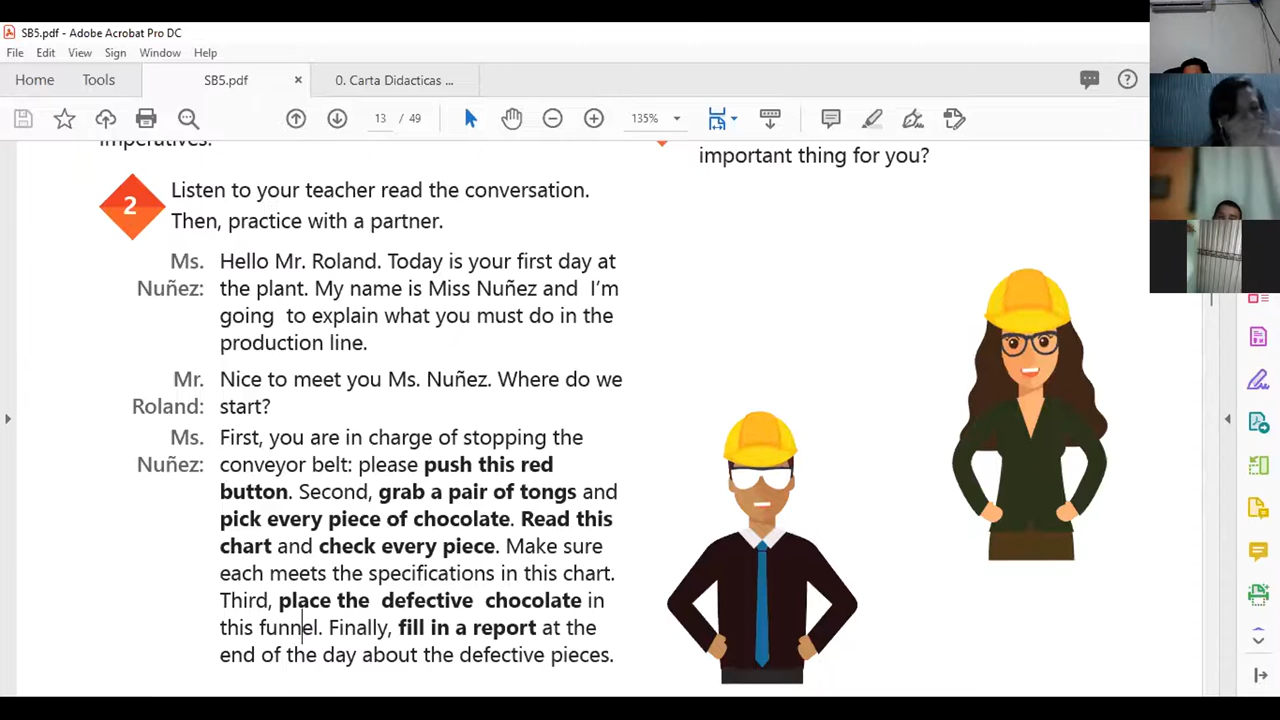 SB5.pdf - Adobe Acrobat Pro DC
File Edit View Sign Window Help
Home Tools SB5.pdf × 0. Carta Didacticas ...
13 / 49 135%
imperatives.
important thing for you?
2
Listen to your teacher read the conversation.
Then, practice with a partner.
Ms. Hello Mr. Roland. Today is your first day at
Nuñez: the plant. My name is Miss Nuñez and I'm
going to explain what you must do in the
production line.
Mr. Nice to meet you Ms. Nuñez. Where do we
Roland: start?
Ms. First, you are in charge of stopping the
Nuñez: conveyor belt: please push this red
button. Second, grab a pair of tongs and
pick every piece of chocolate. Read this
chart and check every piece. Make sure
each meets the specifications in this chart.
Third, place the defective chocolate in
this funnel. Finally, fill in a report at the
end of the day about the defective pieces.